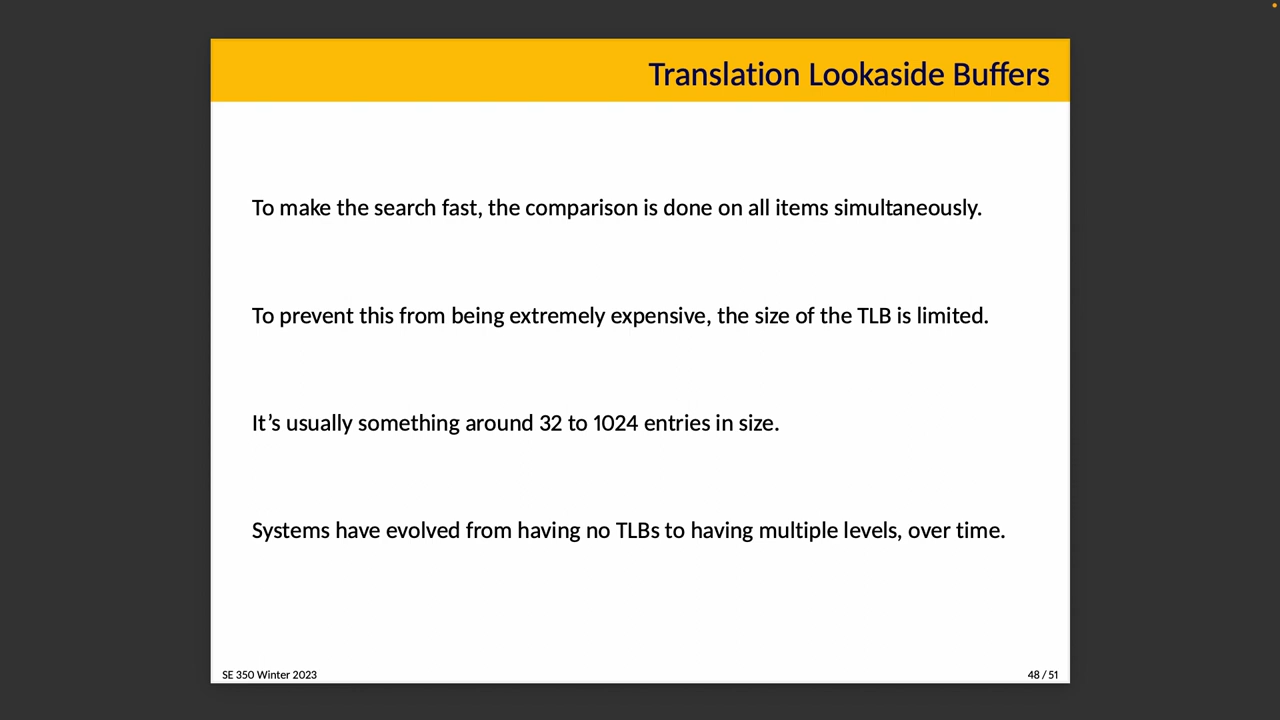 Translation Lookaside Buffers
To make the search fast, the comparison is done on all items simultaneously.
To prevent this from being extremely expensive, the size of the TLB is limited.
It’s usually something around 32 to 1024 entries in size.
Systems have evolved from having no TLBs to having multiple levels, over time.
SE 350 Winter 2023
48 / 51